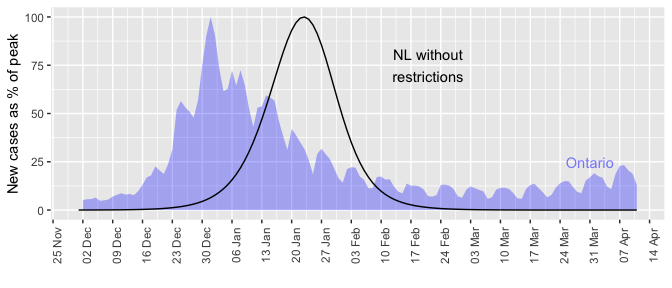 New cases as % of peak
100
75
50
25
0
NL without
restrictions
Ontario
25 Nov
02 Dec
09 Dec
16 Dec
23 Dec
30 Dec
06 Jan
13 Jan
20 Jan
27 Jan
03 Feb
10 Feb
17 Feb
24 Feb
03 Mar
10 Mar
17 Mar
24 Mar
31 Mar
07 Apr
14 Apr